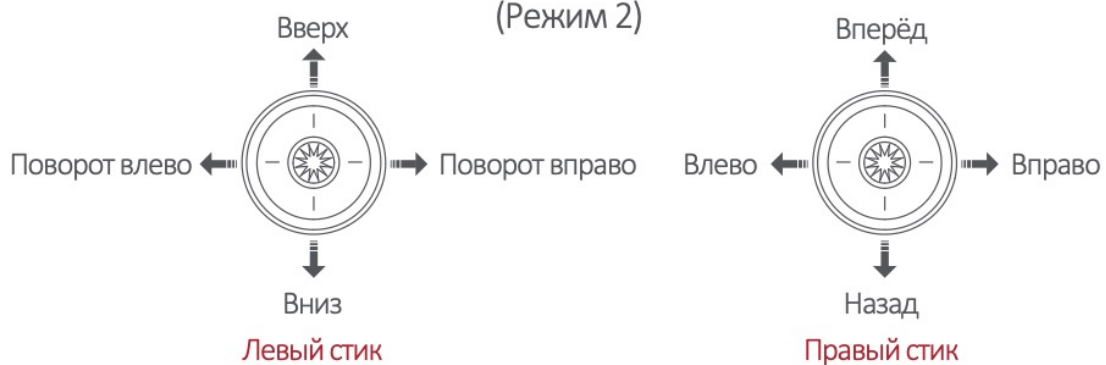 (Режим 2)
Вверх
Вперёд
Поворот влево
Поворот вправо
Влево
Вправо
Вниз
Назад
Левый стик
Правый стик